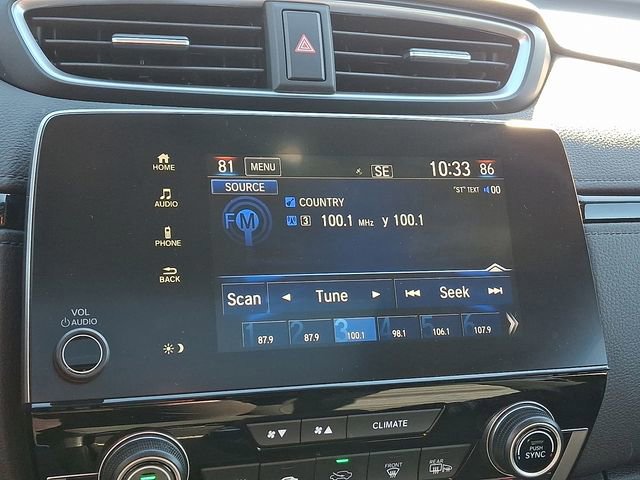 HOME
AUDIO
PHONE
BACK
VOL
AUDIO
81 MENU SE 10:33 86
SOURCE "ST" TEXT 00
FM COUNTRY
3 100.1 MHz y 100.1
Scan Tune Seek
1 87.9 2 87.9 3 100.1 4 98.1 5 106.1 6 107.9
CLIMATE
FRONT REAR
PUSH
SYNC